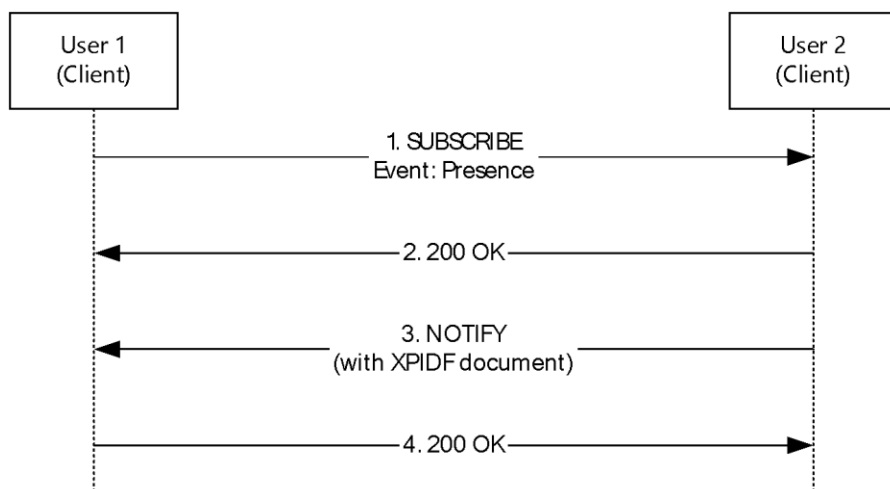 User 1
(Client)
User 2
(Client)
1. SUBSCRIBE
Event: Presence
2. 200 OK
3. NOTIFY
(with XPIDF document)
4. 200 OK